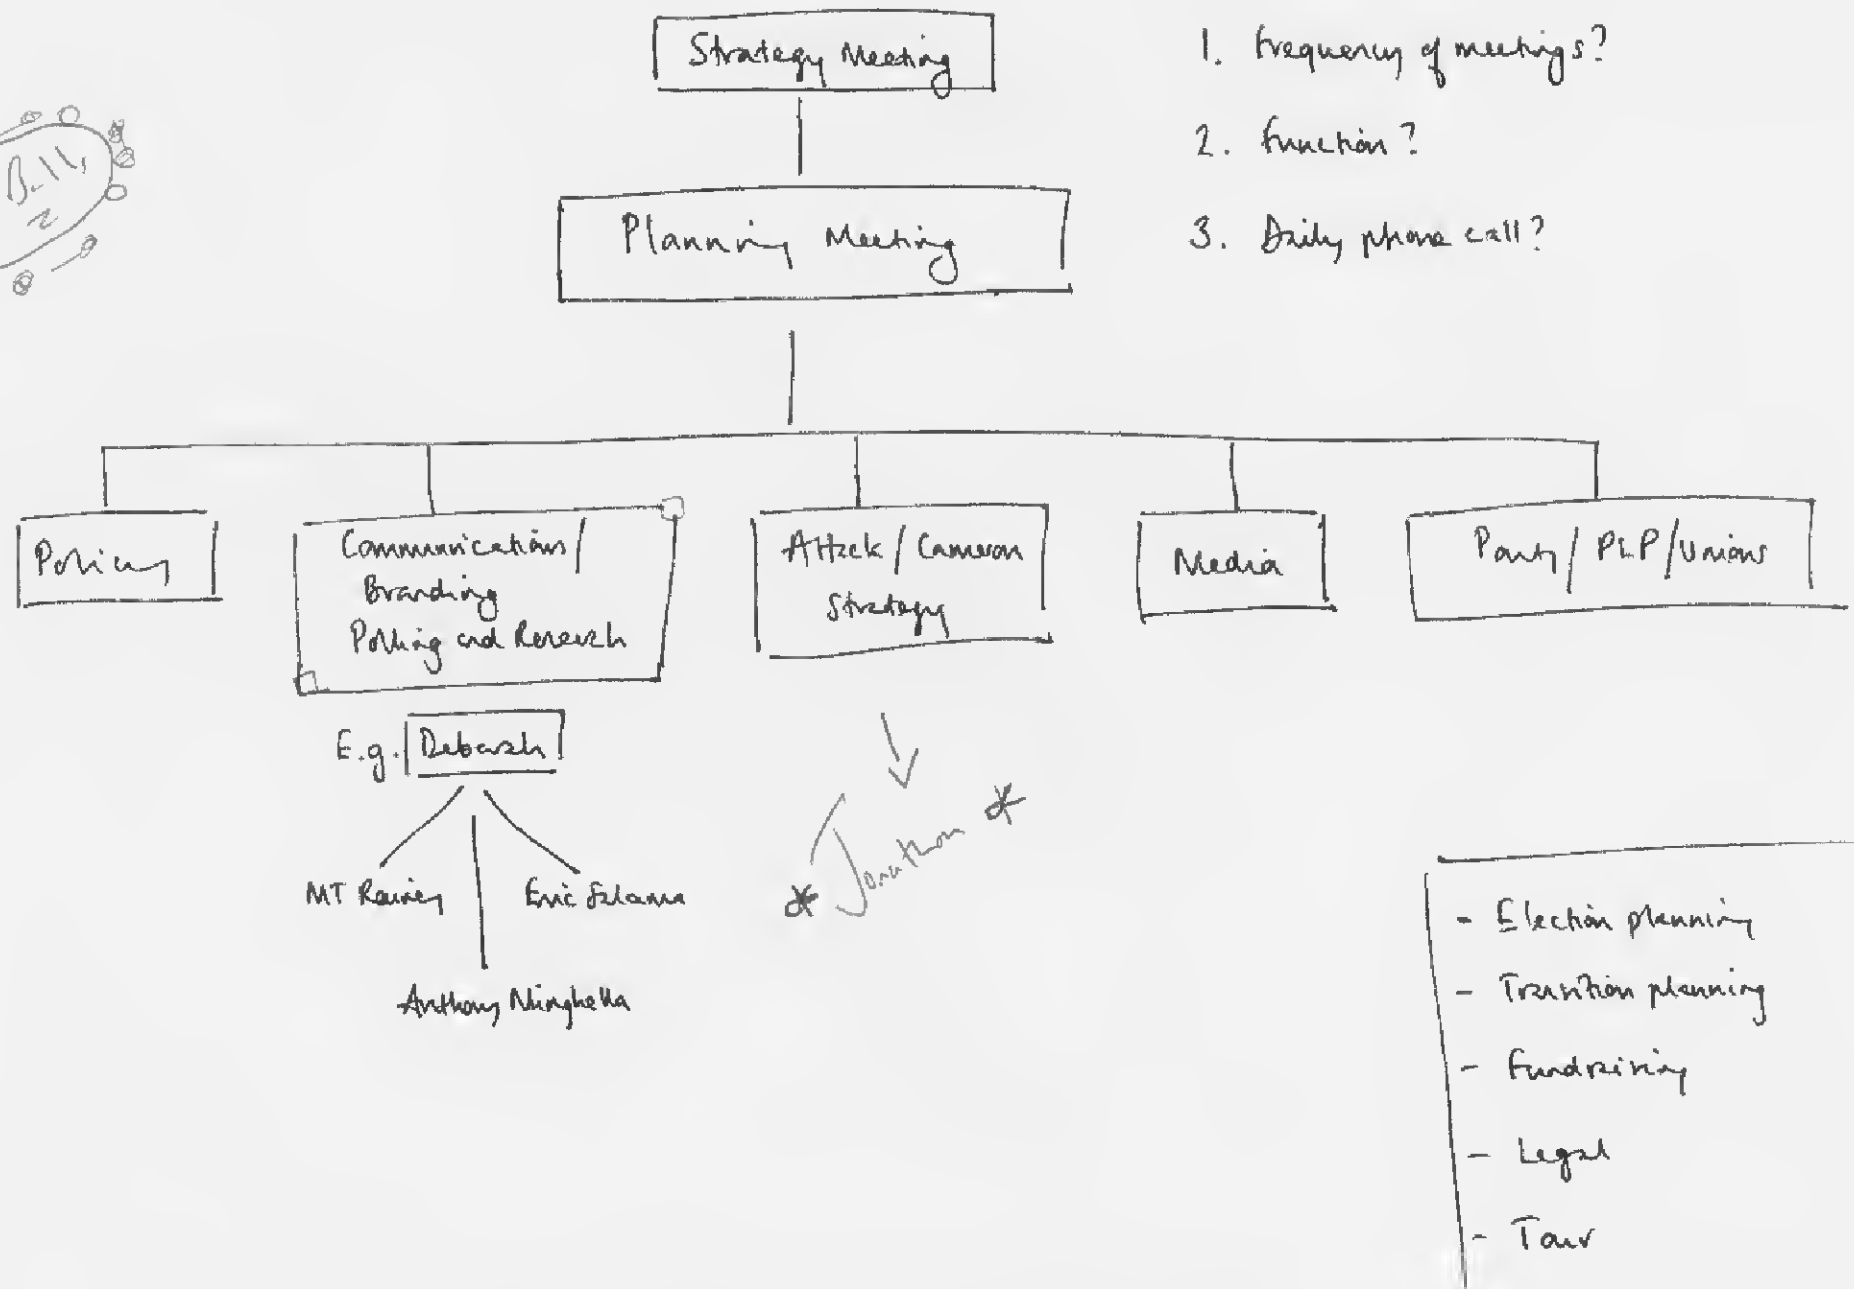 Strategy Meeting
1. Frequency of meetings?
2. Function?
3. Daily phone call?
Planning Meeting
Policy
Communications/
Branding
Polling and Research
Attack / Cameron
Strategy
Media
Party / PLP / Unions
E.g. Deborah
MT Rainey
Eric Salama
Anthony Minghella
* Jonathon *
- Election planning
- Transition planning
- Fundraising
- Legal
- Tour